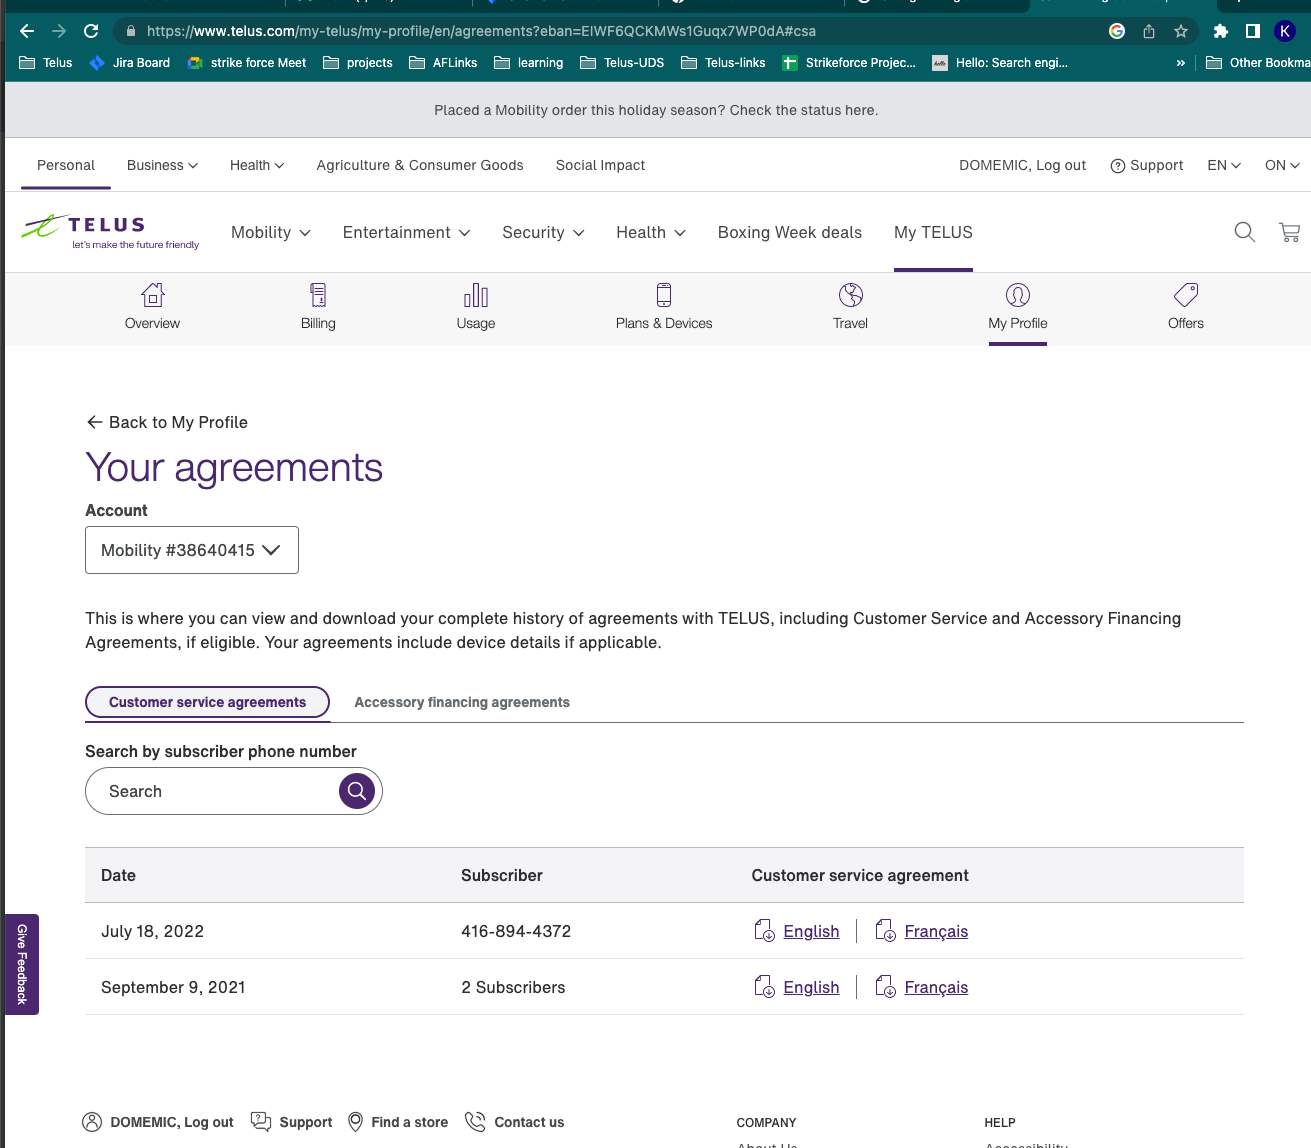 https://www.telus.com/my-telus/my-profile/en/agreements?eban=EIWF6QCKMWs1Guqx7WP0dA#csa
K
Telus Jira Board strike force Meet projects AFLinks learning Telus-UDS Telus-links Strikeforce Projec... Hello: Search engi... » Other Bookma
Placed a Mobility order this holiday season? Check the status here.
Personal Business Health Agriculture & Consumer Goods Social Impact DOMEMIC, Log out Support EN ON
TELUS
let's make the future friendly
Mobility Entertainment Security Health Boxing Week deals My TELUS
Overview Billing Usage Plans & Devices Travel My Profile Offers
Back to My Profile
Your agreements
Account
Mobility #38640415
This is where you can view and download your complete history of agreements with TELUS, including Customer Service and Accessory Financing
Agreements, if eligible. Your agreements include device details if applicable.
Customer service agreements Accessory financing agreements
Search by subscriber phone number
Search
Date Subscriber Customer service agreement
July 18, 2022 416-894-4372 English Français
September 9, 2021 2 Subscribers English Français
Give Feedback
DOMEMIC, Log out Support Find a store Contact us COMPANY HELP
About Us Accessibility